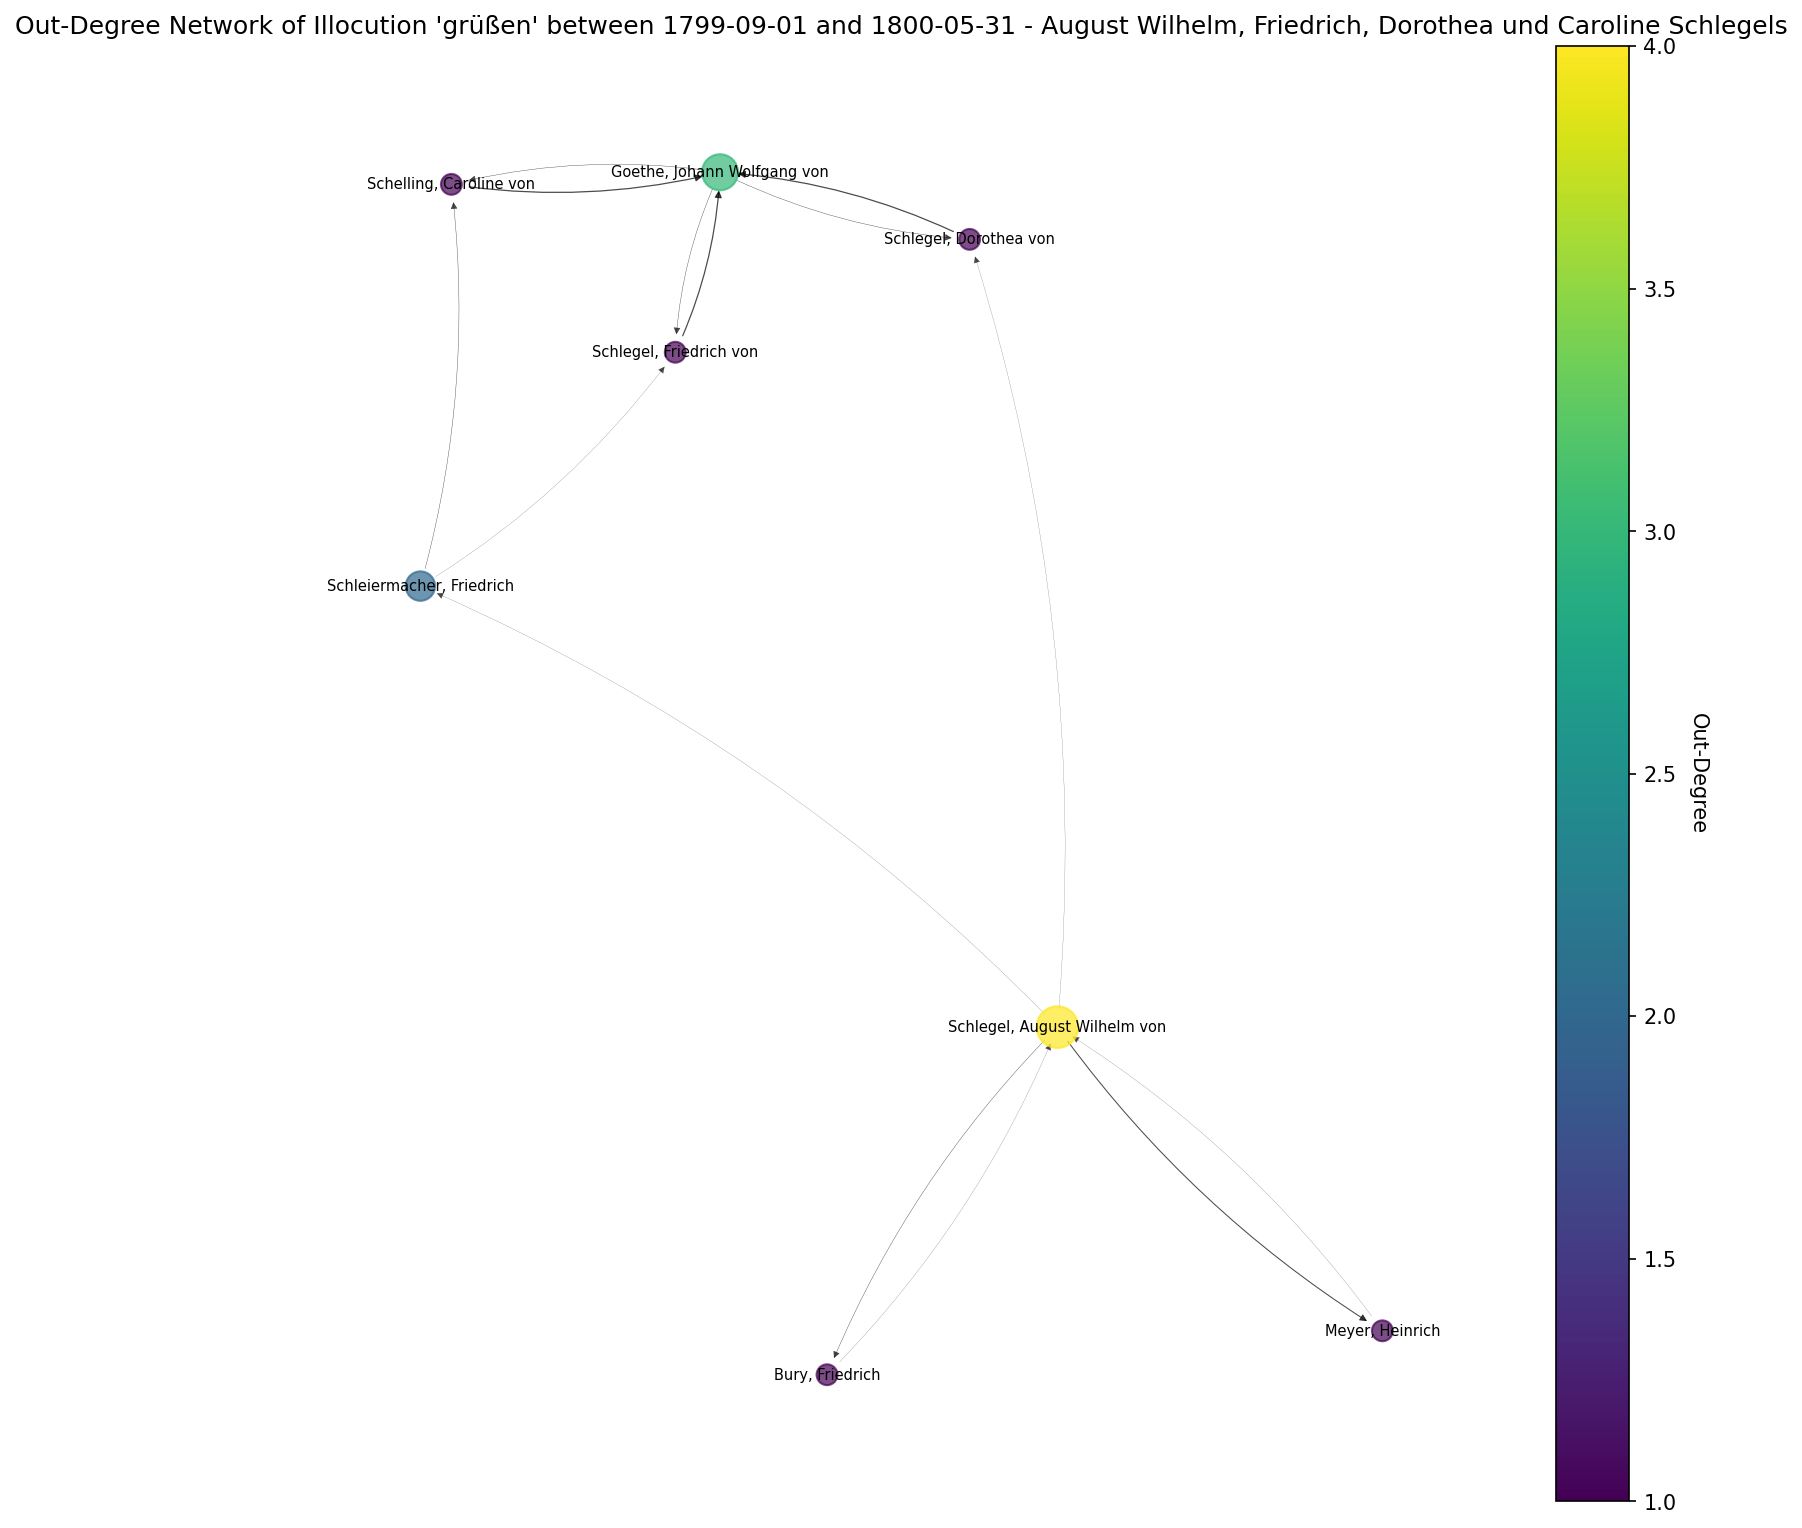 Out-Degree Network of Illocution 'grüßen' between 1799-09-01 and 1800-05-31 - August Wilhelm, Friedrich, Dorothea und Caroline Schlegels
4.0
Goethe, Johann Wolfgang von
Schelling, Caroline von
Schlegel, Dorothea von
3.5
Schlegel, Friedrich von
3.0
Schleiermacher, Friedrich
2.5
Out-Degree
2.0
Schlegel, August Wilhelm von
1.5
Meyer, Heinrich
Bury, Friedrich
1.0